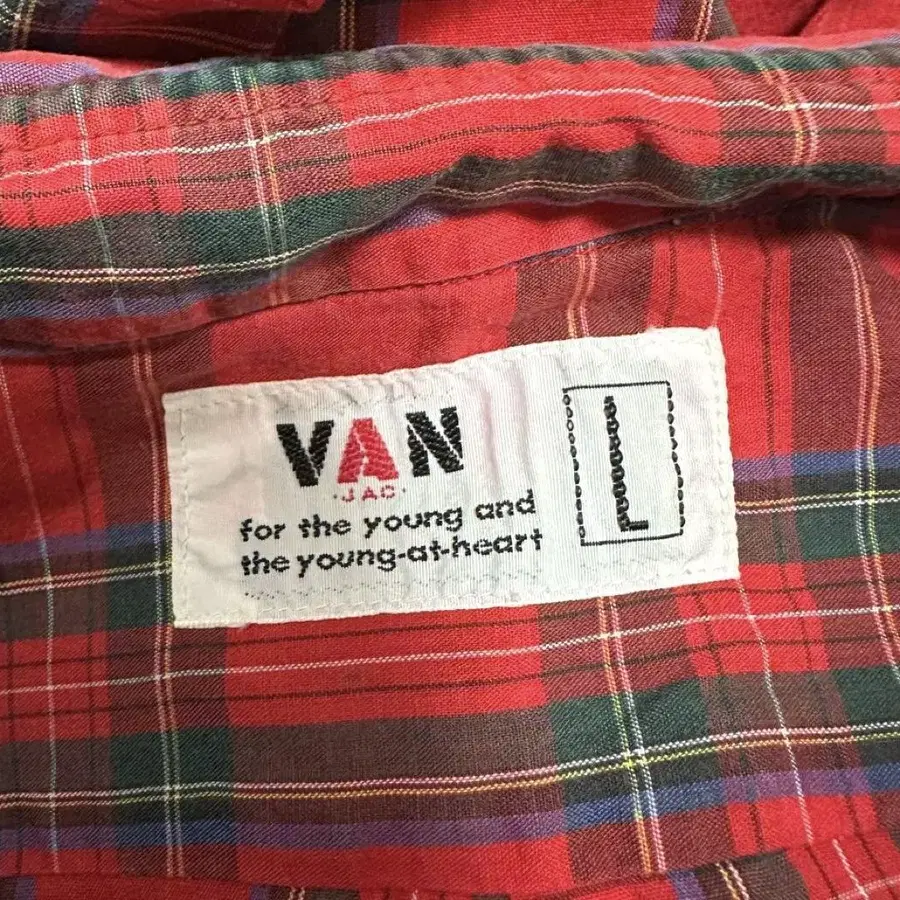 VAN
·JAC·
for the young and
the young-at-heart
L